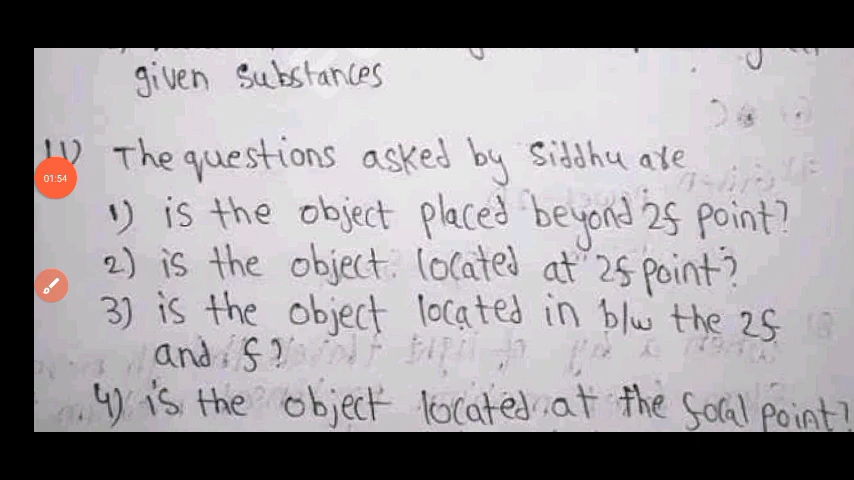 given substances
11) The questions asked by Siddhu are
01:54
1) is the object placed beyond 2f point?
2) is the object located at 2f point?
3) is the object located in b/w the 2f
and f?
4) is the object located at the focal point?